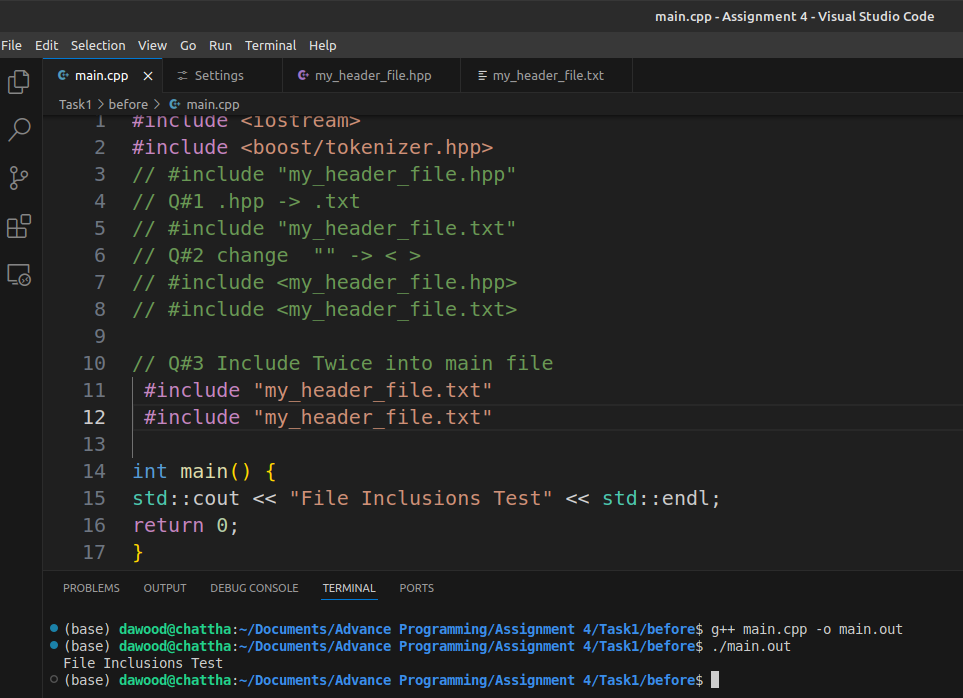 main.cpp - Assignment 4 - Visual Studio Code
File Edit Selection View Go Run Terminal Help
main.cpp Settings my_header_file.hpp my_header_file.txt
Task1 > before > main.cpp
1 #include <iostream>
2 #include <boost/tokenizer.hpp>
3 // #include "my_header_file.hpp"
4 // Q#1 .hpp -> .txt
5 // #include "my_header_file.txt"
6 // Q#2 change  "" -> < >
7 // #include <my_header_file.hpp>
8 // #include <my_header_file.txt>
9
10 // Q#3 Include Twice into main file
11 #include "my_header_file.txt"
12 #include "my_header_file.txt"
13
14 int main() {
15 std::cout << "File Inclusions Test" << std::endl;
16 return 0;
17 }
PROBLEMS OUTPUT DEBUG CONSOLE TERMINAL PORTS
(base) dawood@chattha:~/Documents/Advance Programming/Assignment 4/Task1/before$ g++ main.cpp -o main.out
(base) dawood@chattha:~/Documents/Advance Programming/Assignment 4/Task1/before$ ./main.out
File Inclusions Test
(base) dawood@chattha:~/Documents/Advance Programming/Assignment 4/Task1/before$